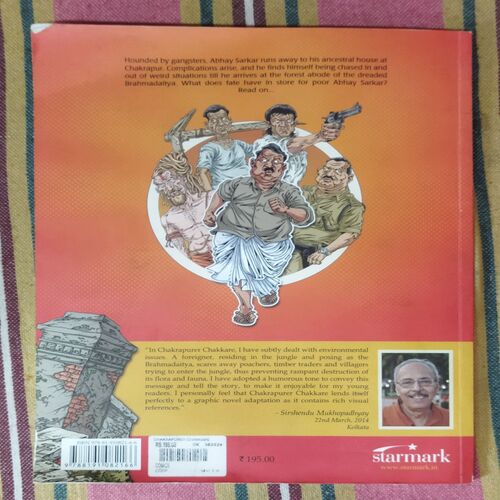 Hounded by gangsters, Abhay Sarkar runs away to his ancestral house at
Chakrapur. Complications arise, and he finds himself being chased in and
out of weird situations till he arrives at the forest abode of the dreaded
Brahmadaitya. What does fate have in store for poor Abhay Sarkar?
Read on...
"In Chakrapurer Chakkare, I have subtly dealt with environmental
issues. A foreigner, residing in the jungle and posing as the
Brahmadaitya, scares away poachers, timber traders and villagers
trying to enter the jungle, thus preventing rampant destruction of
its flora and fauna. I have adopted a humorous tone to convey this
message and tell the story, to make it enjoyable for my young
readers. I personally feel that Chakrapurer Chakkare lends itself
perfectly to a graphic novel adaptation as it contains rich visual
references."
- Sirshendu Mukhopadhyay
22nd March, 2014
Kolkata
9 788191 082166
₹ 195.00
starmark
www.starmark.in